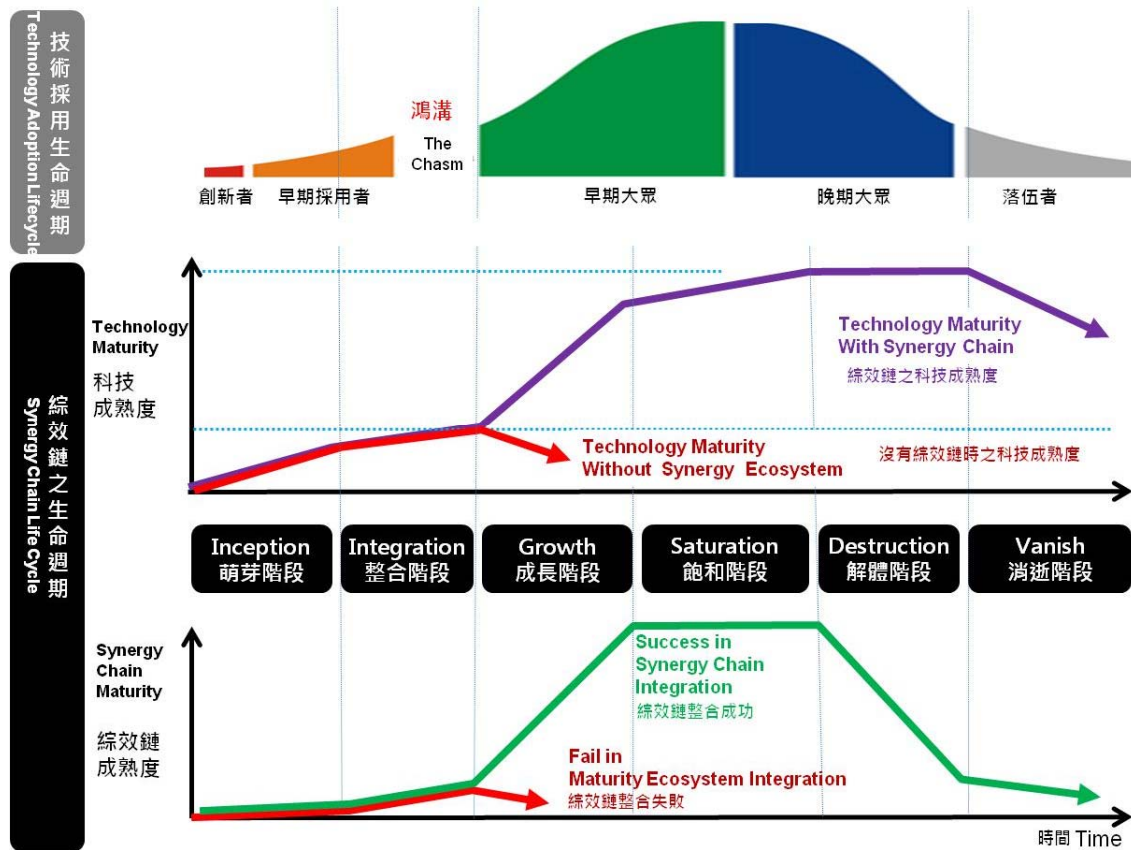 技術採用生命週期
Technology Adoption Lifecycle
鴻溝
The
Chasm
創新者
早期採用者
早期大眾
晚期大眾
落伍者
綜效鏈之生命週期
Synergy Chain Life Cycle
Technology
Maturity
科技
成熟度
Technology Maturity
With Synergy Chain
綜效鏈之科技成熟度
Technology Maturity
Without Synergy Ecosystem
沒有綜效鏈時之科技成熟度
Inception
萌芽階段
Integration
整合階段
Growth
成長階段
Saturation
飽和階段
Destruction
解體階段
Vanish
消逝階段
Synergy
Chain
Maturity
綜效鏈
成熟度
Success in
Synergy Chain
Integration
綜效鏈整合成功
Fail in
Maturity Ecosystem Integration
綜效鏈整合失敗
時間 Time